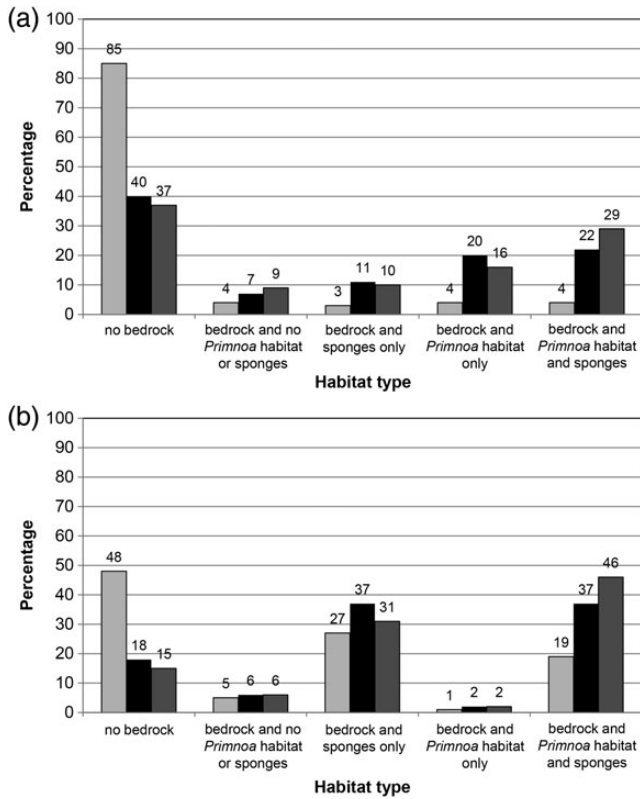 (a)
100
90
80
70
60
50
40
30
20
10
0
Percentage
85
40
37
4
7
9
3
11
10
4
20
16
4
22
29
no bedrock
bedrock and no
Primnoa habitat
or sponges
bedrock and
sponges only
bedrock and
Primnoa habitat
only
bedrock and
Primnoa habitat
and sponges
Habitat type
(b)
100
90
80
70
60
50
40
30
20
10
0
Percentage
48
18
15
5
6
6
27
37
31
1
2
2
19
37
46
no bedrock
bedrock and no
Primnoa habitat
or sponges
bedrock and
sponges only
bedrock and
Primnoa habitat
only
bedrock and
Primnoa habitat
and sponges
Habitat type